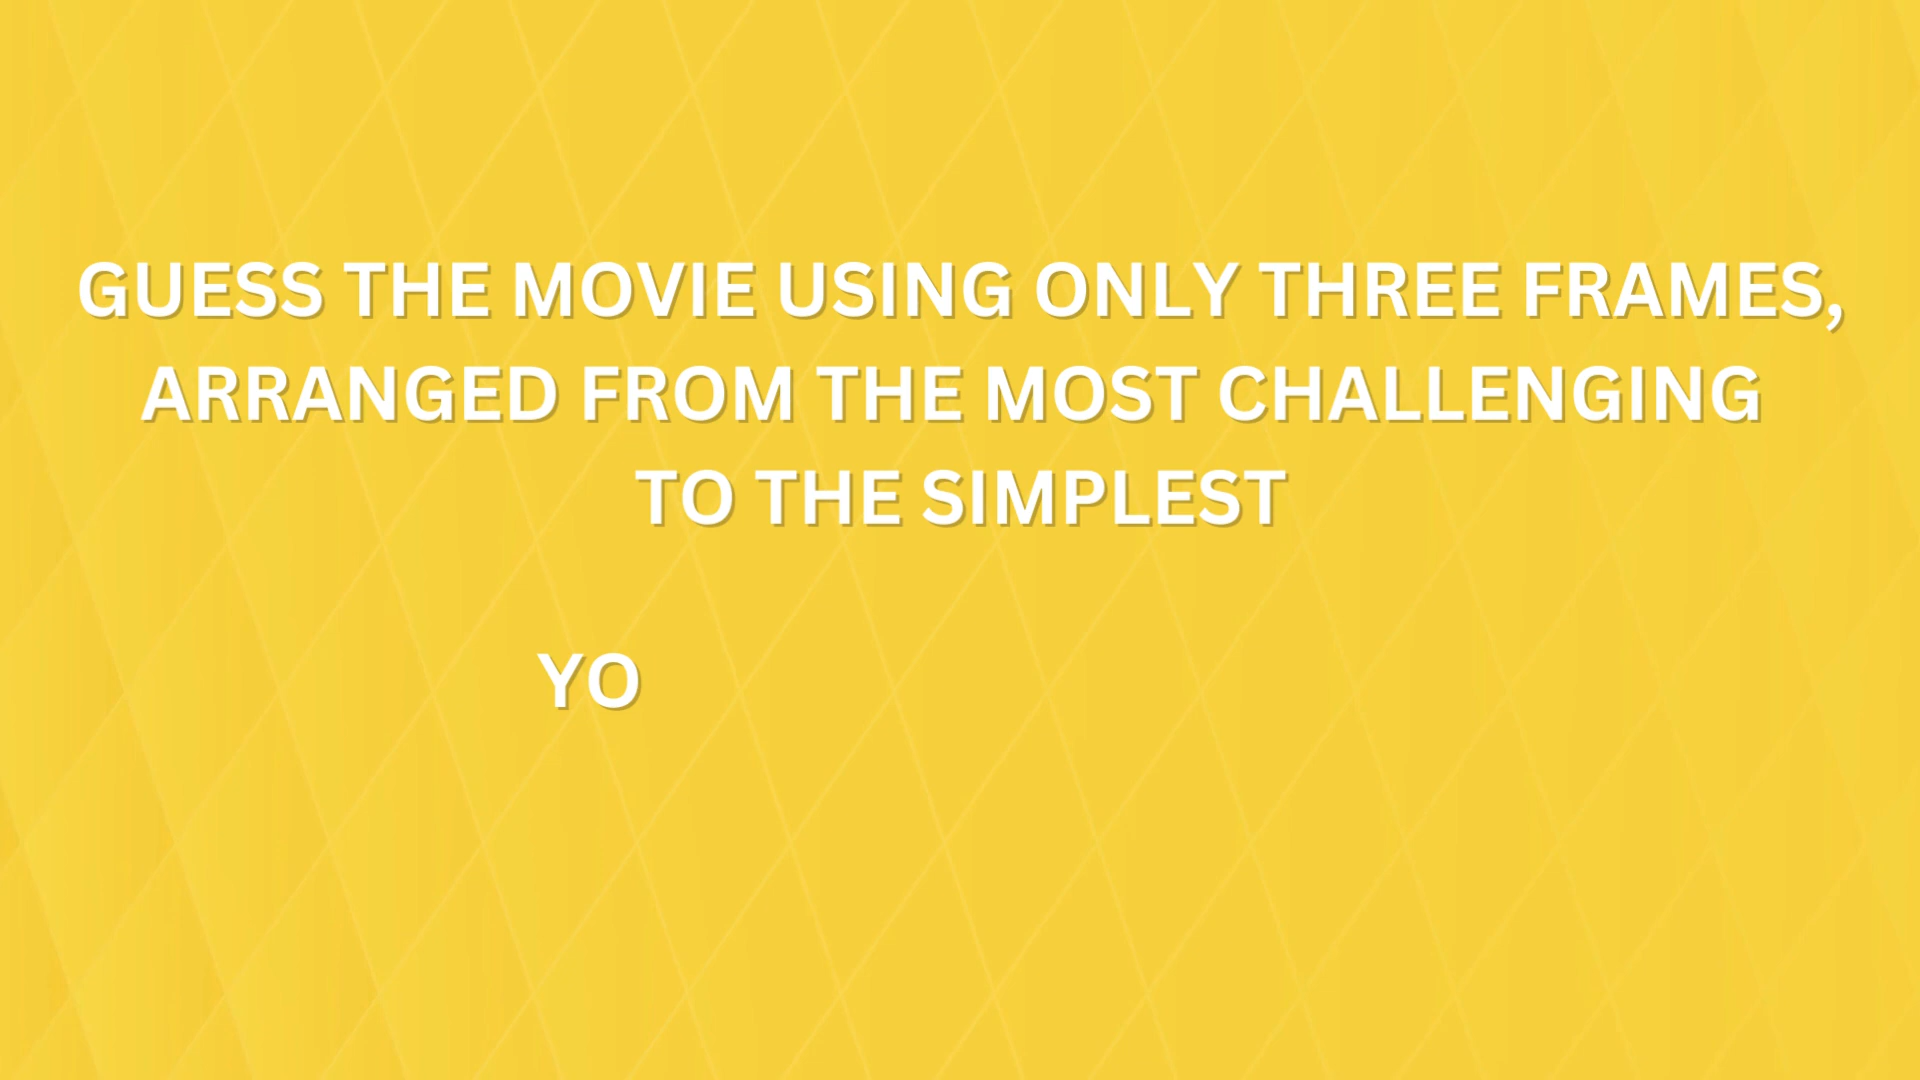 GUESS THE MOVIE USING ONLY THREE FRAMES,
ARRANGED FROM THE MOST CHALLENGING
TO THE SIMPLEST
YO